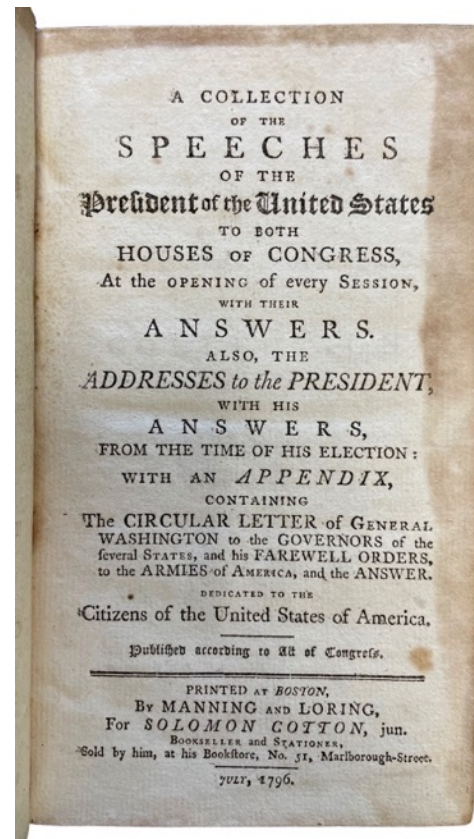 A COLLECTION
OF THE
SPEECHES
OF THE
President of the United States
TO BOTH
HOUSES OF CONGRESS,
At the OPENING of every SESSION,
WITH THEIR
ANSWERS.
ALSO, THE
ADDRESSES to the PRESIDENT,
WITH HIS
ANSWERS,
FROM THE TIME OF HIS ELECTION:
WITH AN APPENDIX,
CONTAINING
The CIRCULAR LETTER of GENERAL
WASHINGTON to the GOVERNORS of the
ſeveral STATES, and his FAREWELL ORDERS,
to the ARMIES of AMERICA, and the ANSWER.
DEDICATED TO THE
Citizens of the United States of America.
Publiſhed according to Act of Congreſs.
PRINTED AT BOSTON,
By MANNING AND LORING,
For SOLOMON COTTON, jun.
BOOKSELLER and STATIONER,
Sold by him, at his Bookſtore, No. 51, Marlborough-Street.
JULY, 1796.